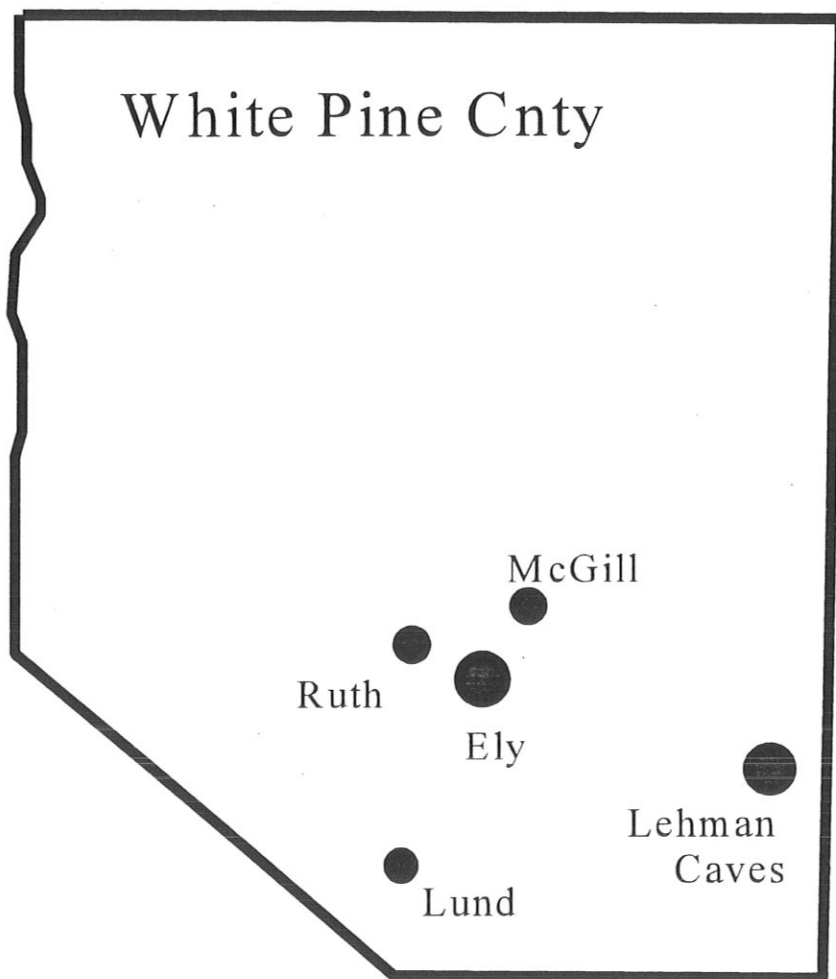 White Pine Cnty
McGill
Ruth
Ely
Lehman
Caves
Lund